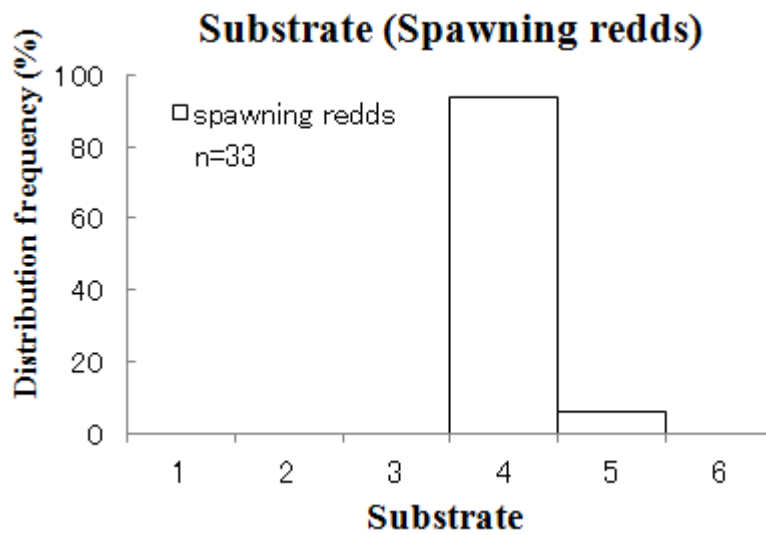 Substrate (Spawning redds)
Distribution frequency (%)
100
80
60
40
20
0
spawning redds
n=33
1 2 3 4 5 6
Substrate